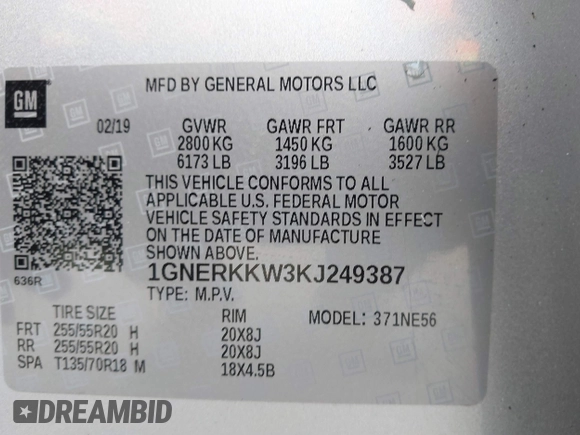 GM
MFD BY GENERAL MOTORS LLC
02/19 GVWR GAWR FRT GAWR RR
2800 KG 1450 KG 1600 KG
6173 LB 3196 LB 3527 LB
THIS VEHICLE CONFORMS TO ALL
APPLICABLE U.S. FEDERAL MOTOR
VEHICLE SAFETY STANDARDS IN EFFECT
ON THE DATE OF MANUFACTURE
SHOWN ABOVE.
636R
1GNERKKW3KJ249387
TYPE: M.P.V.
TIRE SIZE RIM MODEL: 371NE56
FRT 255/55R20 H 20X8J
RR 255/55R20 H 20X8J
SPA T135/70R18 M 18X4.5B
DREAMBID